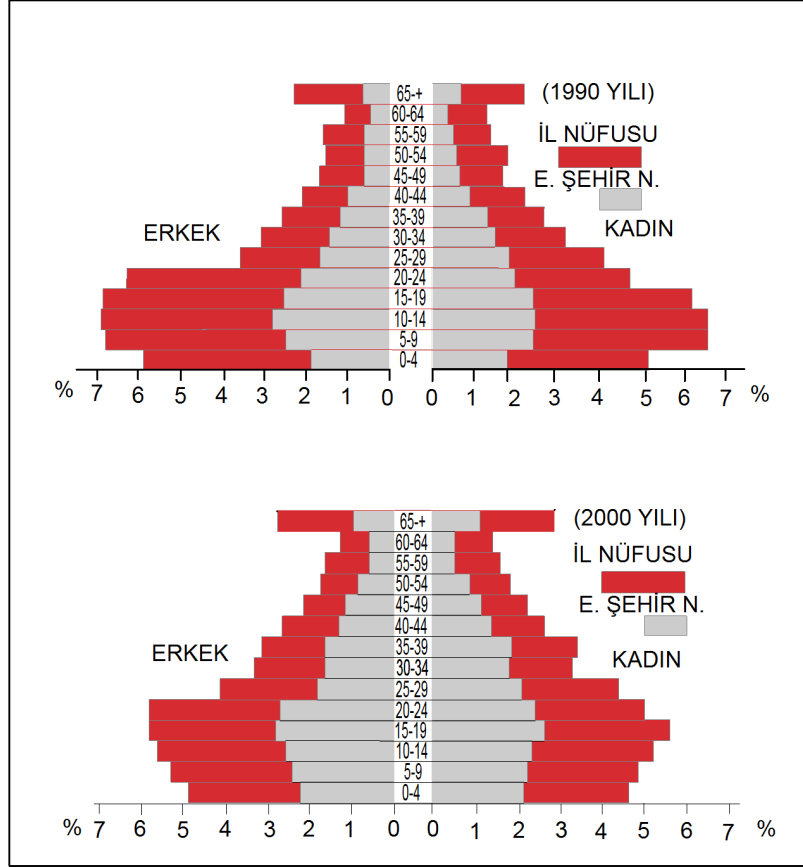 65-+ (1990 YILI)
60-64
55-59 İL NÜFUSU
50-54
45-49 E. ŞEHİR N.
40-44
ERKEK 35-39 KADIN
30-34
25-29
20-24
15-19
10-14
5-9
0-4
% 7 6 5 4 3 2 1 0 0 1 2 3 4 5 6 7 %
65-+ (2000 YILI)
60-64
55-59 İL NÜFUSU
50-54
45-49 E. ŞEHİR N.
40-44
ERKEK 35-39 KADIN
30-34
25-29
20-24
15-19
10-14
5-9
0-4
% 7 6 5 4 3 2 1 0 0 1 2 3 4 5 6 7 %